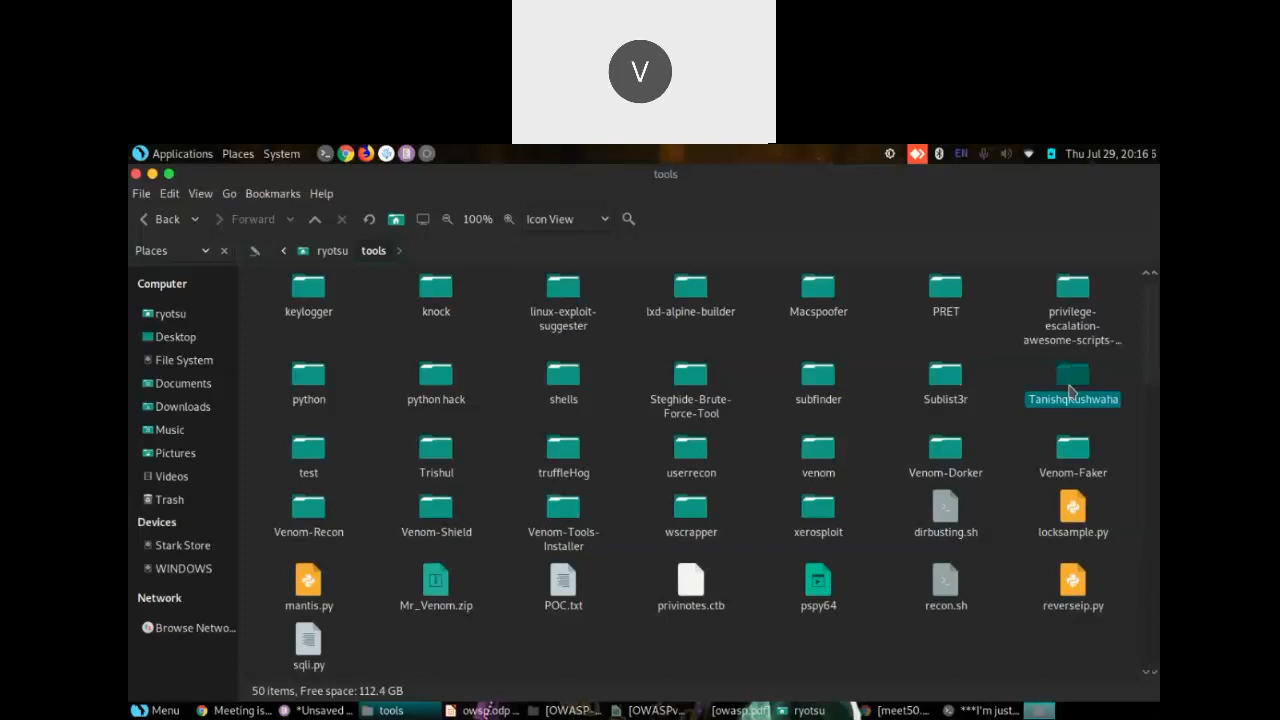 V
Applications Places System EN Thu Jul 29, 20:16
tools
File Edit View Go Bookmarks Help
Back Forward 100% Icon View
Places ryotsu tools
Computer
ryotsu
Desktop
File System
Documents
Downloads
Music
Pictures
Videos
Trash
Devices
Stark Store
WINDOWS
Network
Browse Netwo...
keylogger knock linux-exploit- lxd-alpine-builder Macspoofer PRET privilege-
suggester escalation-
awesome-scripts-...
python python hack shells Steghide-Brute- subfinder Sublist3r Tanishqkushwaha
Force-Tool
test Trishul truffleHog userrecon venom Venom-Dorker Venom-Faker
Venom-Recon Venom-Shield Venom-Tools- wscrapper xerosploit dirbusting.sh locksample.py
Installer
mantis.py Mr_Venom.zip POC.txt privinotes.ctb pspy64 recon.sh reverseip.py
sqli.py
50 items, Free space: 112.4 GB
Menu Meeting is... *Unsaved ... tools owsp.odp ... [OWASP-... [OWASPv... [owasp.pdf] ryotsu [meet50.... ***I'm just...